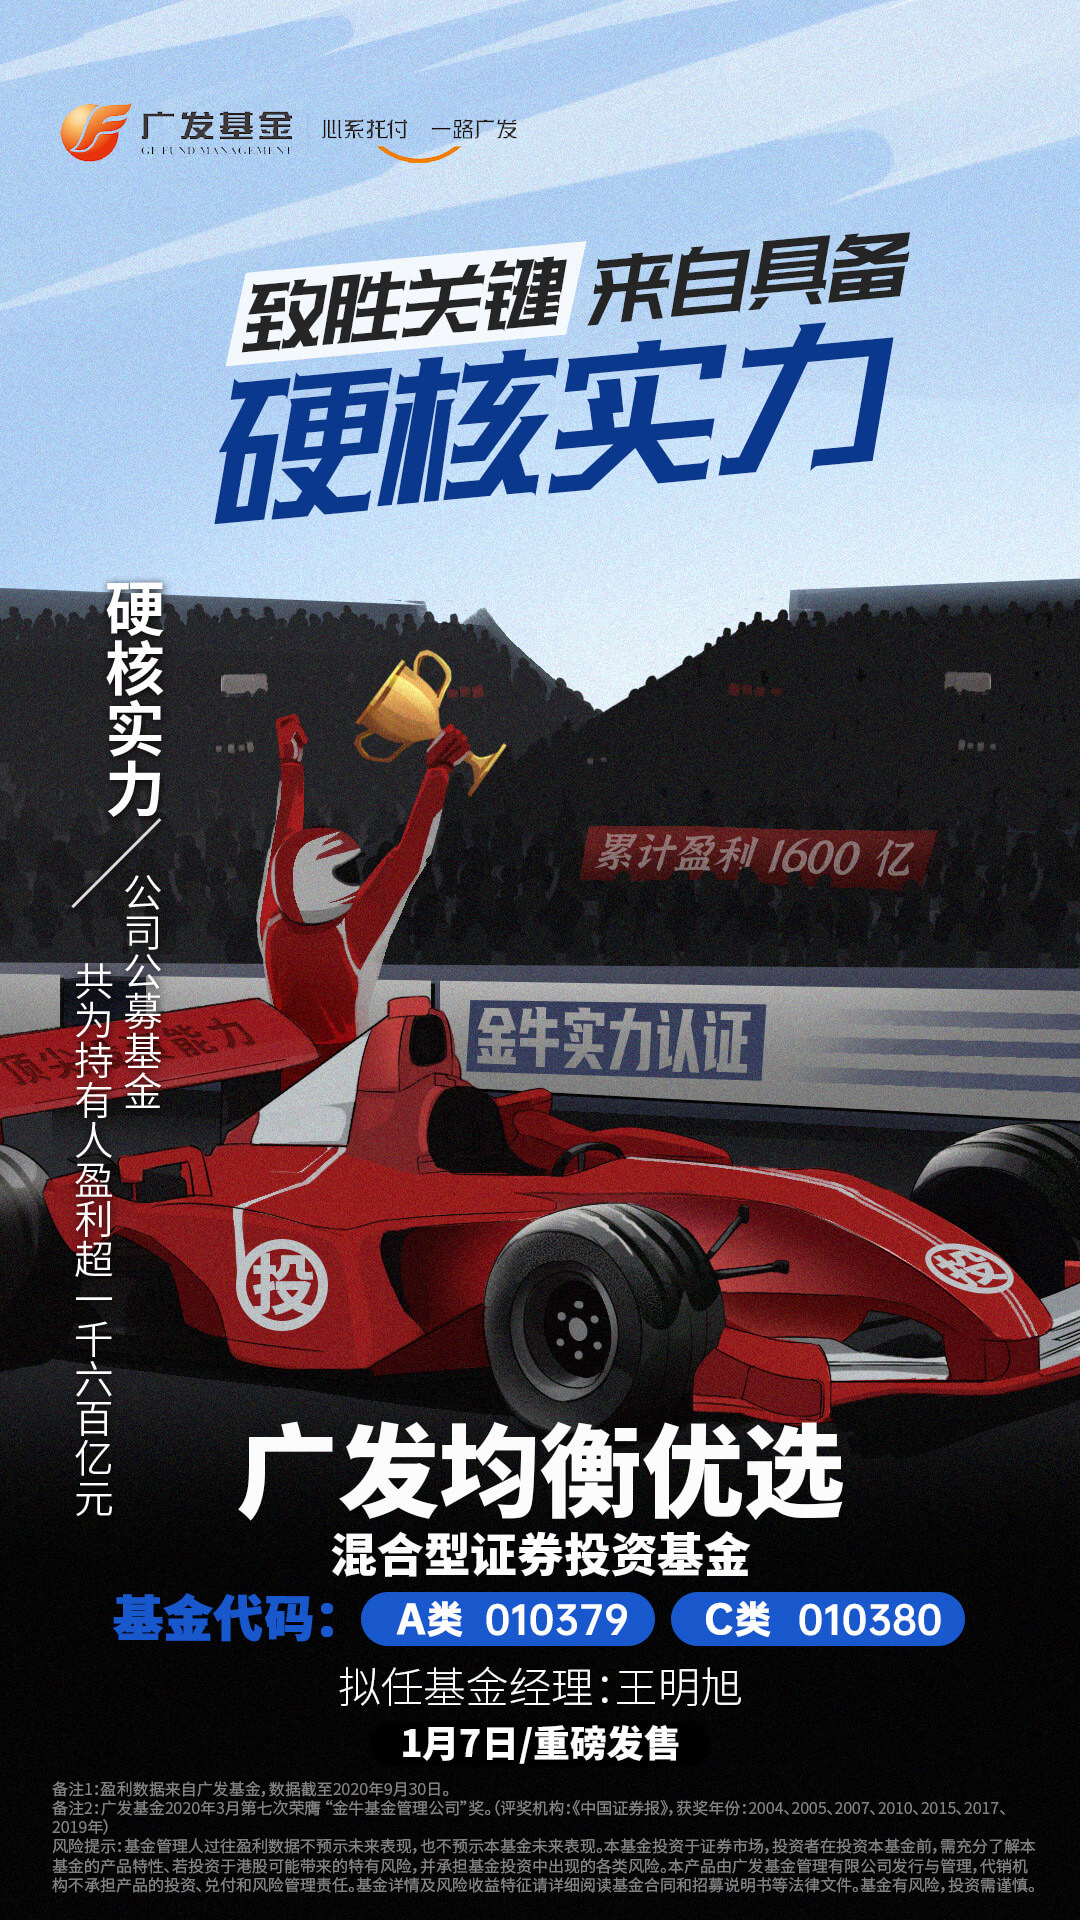 广发基金
GF FUND MANAGEMENT
心系托付 一路广发
致胜关键 来自具备
硬核实力
硬核实力
公司公募基金
共为持有人盈利超一千六百亿元
累计盈利 1600 亿
金牛实力认证
顶尖 能力
投
投
广发均衡优选
混合型证券投资基金
基金代码： A类 010379 C类 010380
拟任基金经理：王明旭
1月7日/重磅发售
备注1：盈利数据来自广发基金，数据截至2020年9月30日。
备注2：广发基金2020年3月第七次荣膺“金牛基金管理公司”奖。（评奖机构：《中国证券报》，获奖年份：2004、2005、2007、2010、2015、2017、
2019年）
风险提示：基金管理人过往盈利数据不预示未来表现，也不预示本基金未来表现。本基金投资于证券市场，投资者在投资本基金前，需充分了解本
基金的产品特性、若投资于港股可能带来的特有风险，并承担基金投资中出现的各类风险。本产品由广发基金管理有限公司发行与管理，代销机
构不承担产品的投资、兑付和风险管理责任。基金详情及风险收益特征请详细阅读基金合同和招募说明书等法律文件。基金有风险，投资需谨慎。